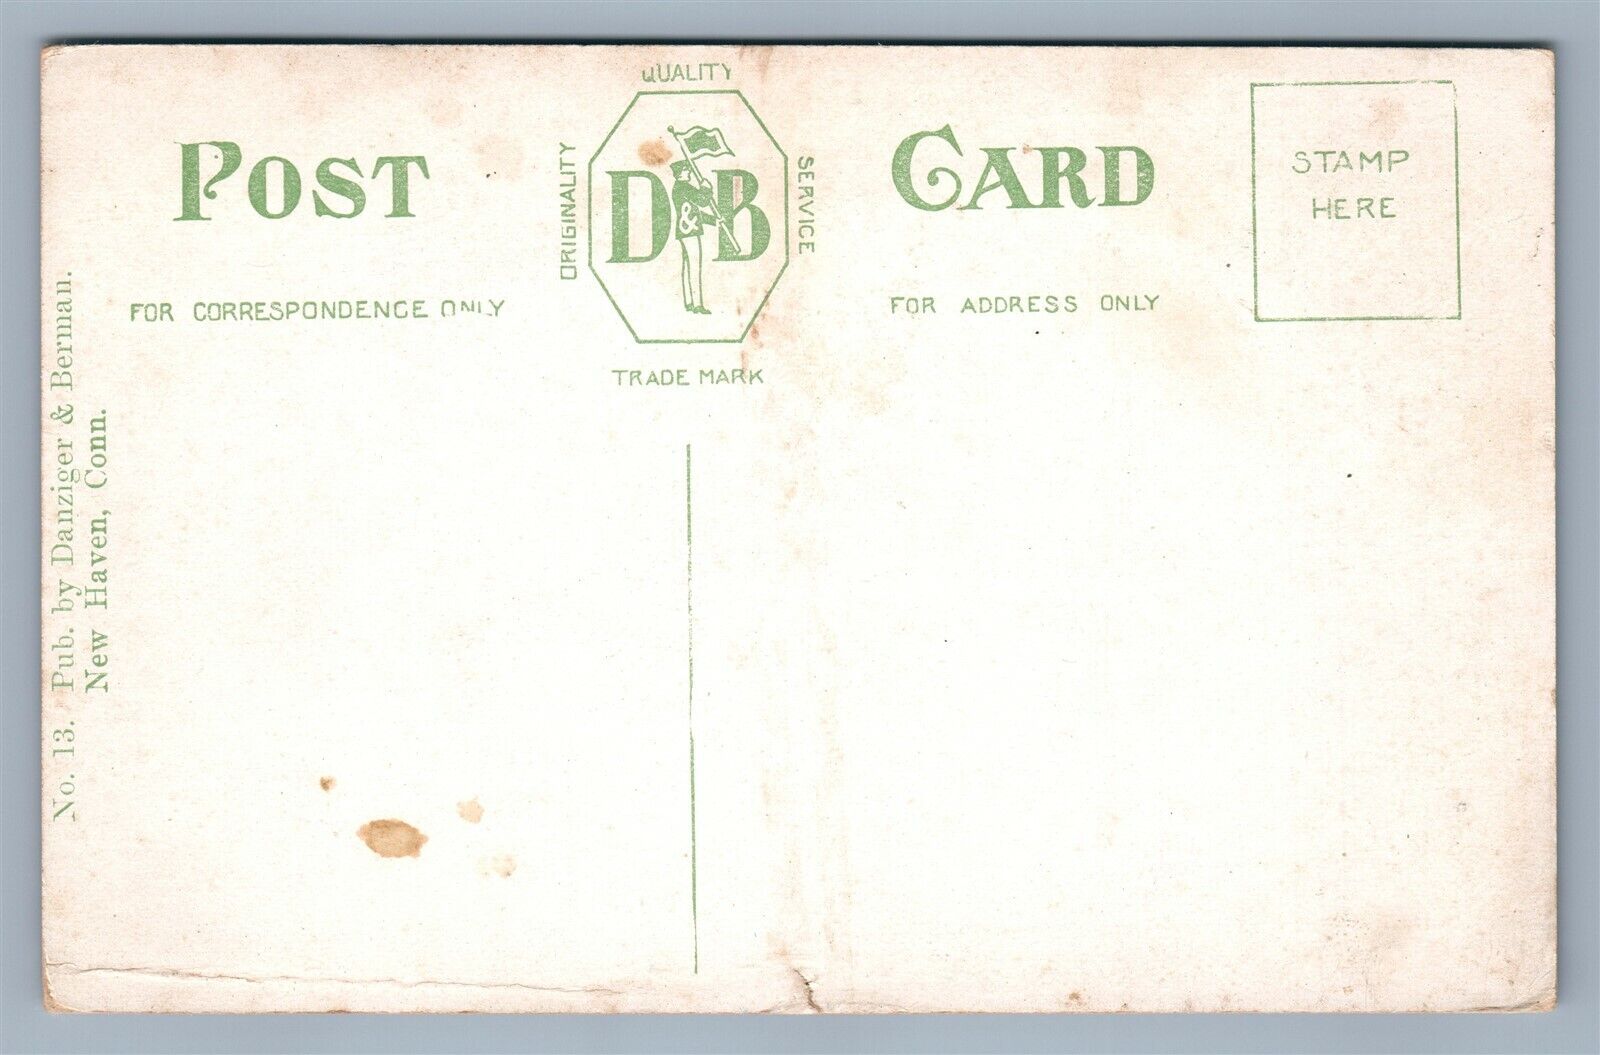 QUALITY
ORIGINALITY
SERVICE
POST
D & B
CARD
STAMP
HERE
FOR CORRESPONDENCE ONLY
FOR ADDRESS ONLY
TRADE MARK
No. 13. Pub. by Danziger & Berman.
New Haven, Conn.